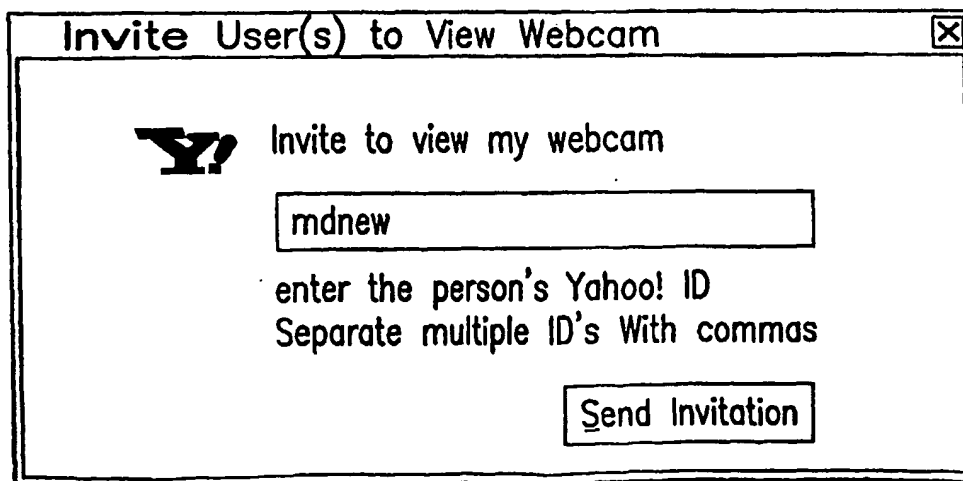 Invite User(s) to View Webcam
Y! Invite to view my webcam
mdnew
enter the person's Yahoo! ID
Separate multiple ID's With commas
Send Invitation